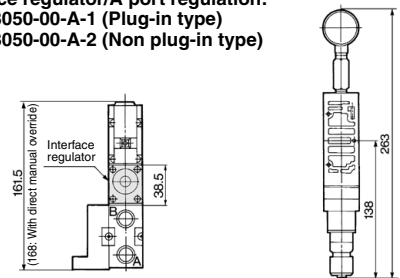 ce regulator/A port regulation:
3050-00-A-1 (Plug-in type)
3050-00-A-2 (Non plug-in type)
161.5
(168: With direct manual override)
Interface
regulator
38.5
B
A
263
138